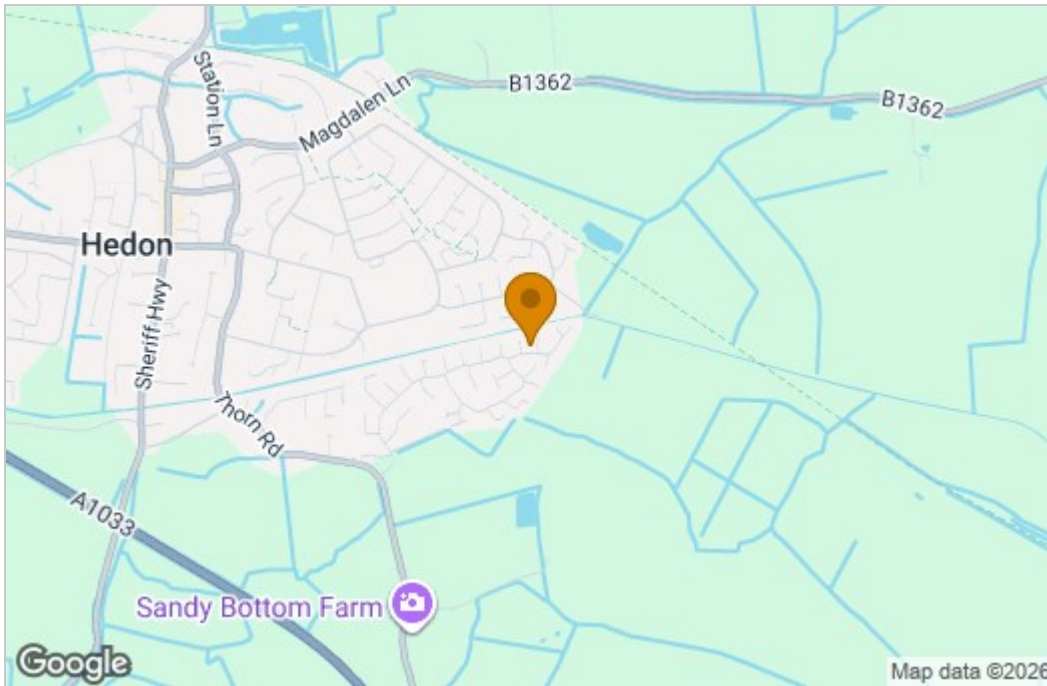 Station Ln
Magdalen Ln
B1362
B1362
Hedon
Sheriff Hwy
Thorn Rd
A1033
Sandy Bottom Farm
Google
Map data ©2026